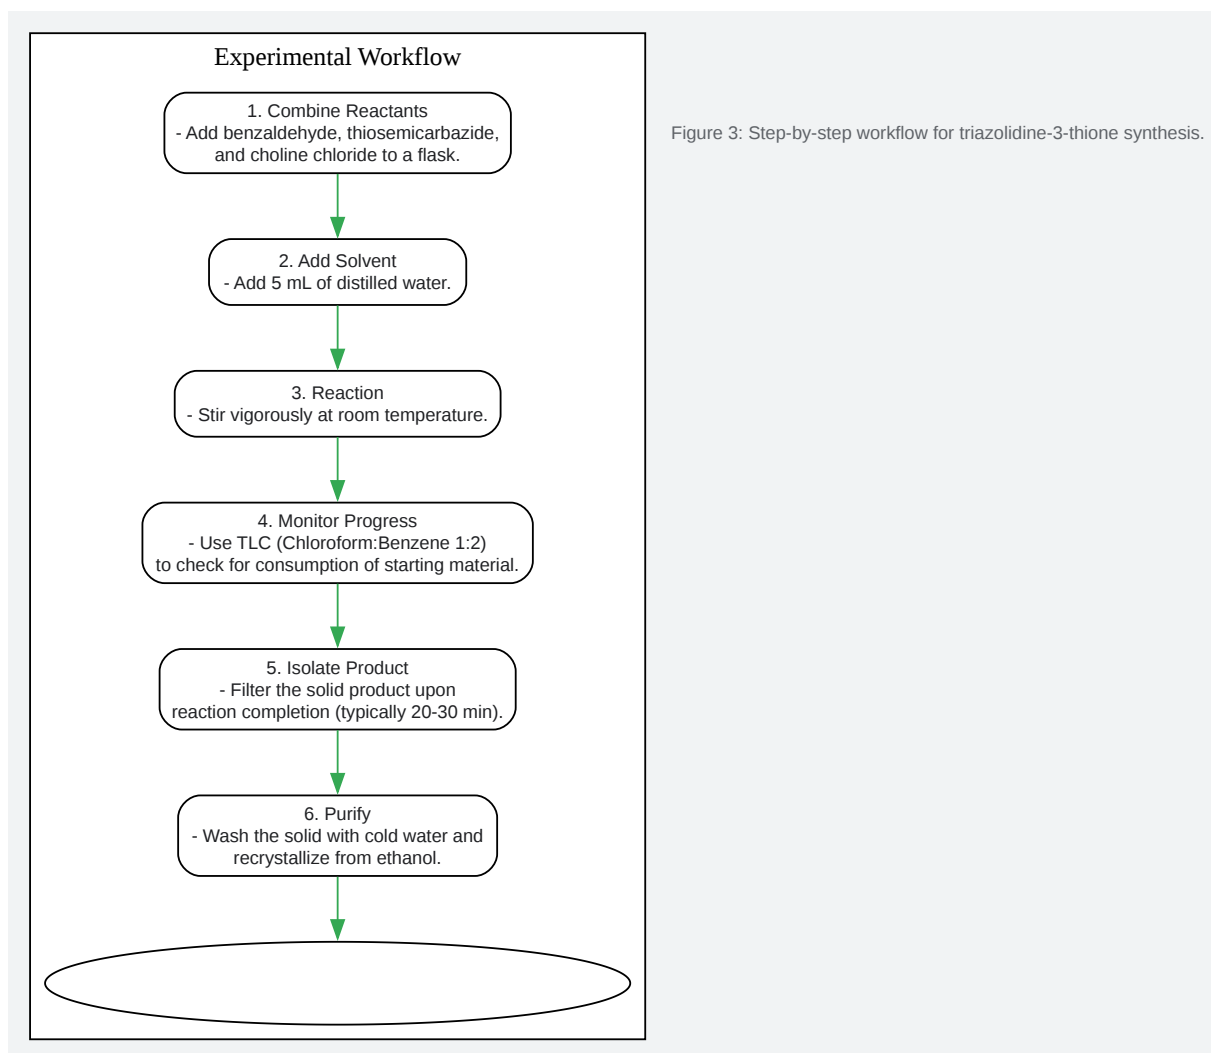 Experimental Workflow
1. Combine Reactants
- Add benzaldehyde, thiosemicarbazide,
and choline chloride to a flask.
Figure 3: Step-by-step workflow for triazolidine-3-thione synthesis.
2. Add Solvent
- Add 5 mL of distilled water.
3. Reaction
- Stir vigorously at room temperature.
4. Monitor Progress
- Use TLC (Chloroform:Benzene 1:2)
to check for consumption of starting material.
5. Isolate Product
- Filter the solid product upon
reaction completion (typically 20-30 min).
6. Purify
- Wash the solid with cold water and
recrystallize from ethanol.